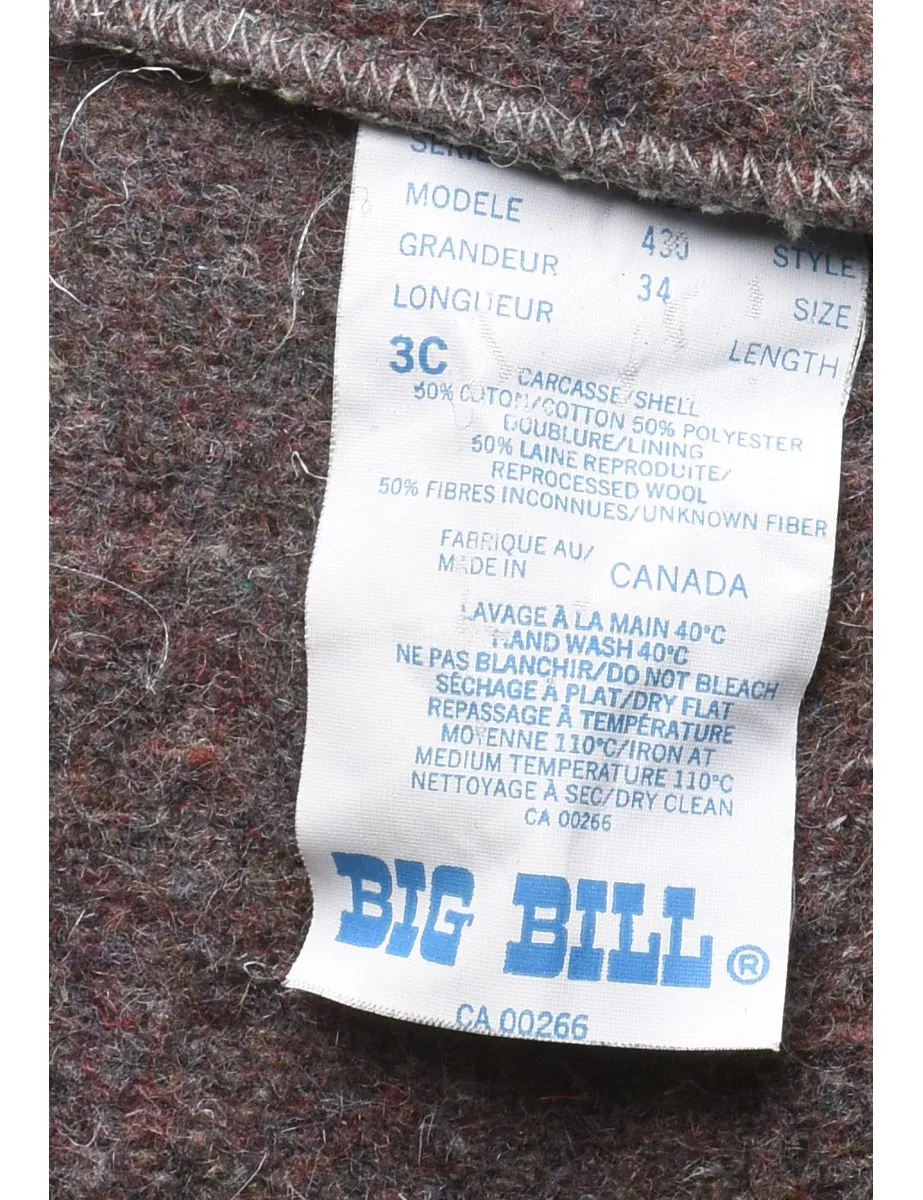 MODELE 430 STYLE
GRANDEUR 34 SIZE
LONGUEUR LENGTH
3C
CARCASSE/SHELL
50% COTON/COTTON 50% POLYESTER
DOUBLURE/LINING
50% LAINE REPRODUITE/
REPROCESSED WOOL
50% FIBRES INCONNUES/UNKNOWN FIBER
FABRIQUE AU/
MADE IN CANADA
LAVAGE À LA MAIN 40°C
HAND WASH 40°C
NE PAS BLANCHIR/DO NOT BLEACH
SÉCHAGE À PLAT/DRY FLAT
REPASSAGE À TEMPÉRATURE
MOYENNE 110°C/IRON AT
MEDIUM TEMPERATURE 110°C
NETTOYAGE À SEC/DRY CLEAN
CA 00266
BIG BILL ®
CA 00266